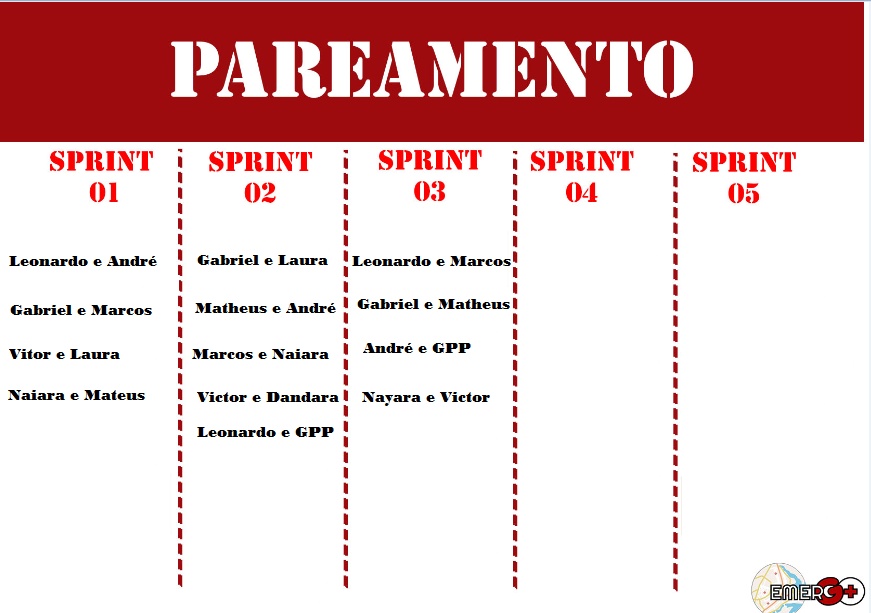 PAREAMENTO
SPRINT
01
Leonardo e André
Gabriel e Marcos
Vitor e Laura
Naiara e Mateus
SPRINT
02
Gabriel e Laura
Matheus e André
Marcos e Naiara
Victor e Dandara
Leonardo e GPP
SPRINT
03
Leonardo e Marcos
Gabriel e Matheus
André e GPP
Nayara e Victor
SPRINT
04
SPRINT
05
EMERGO+